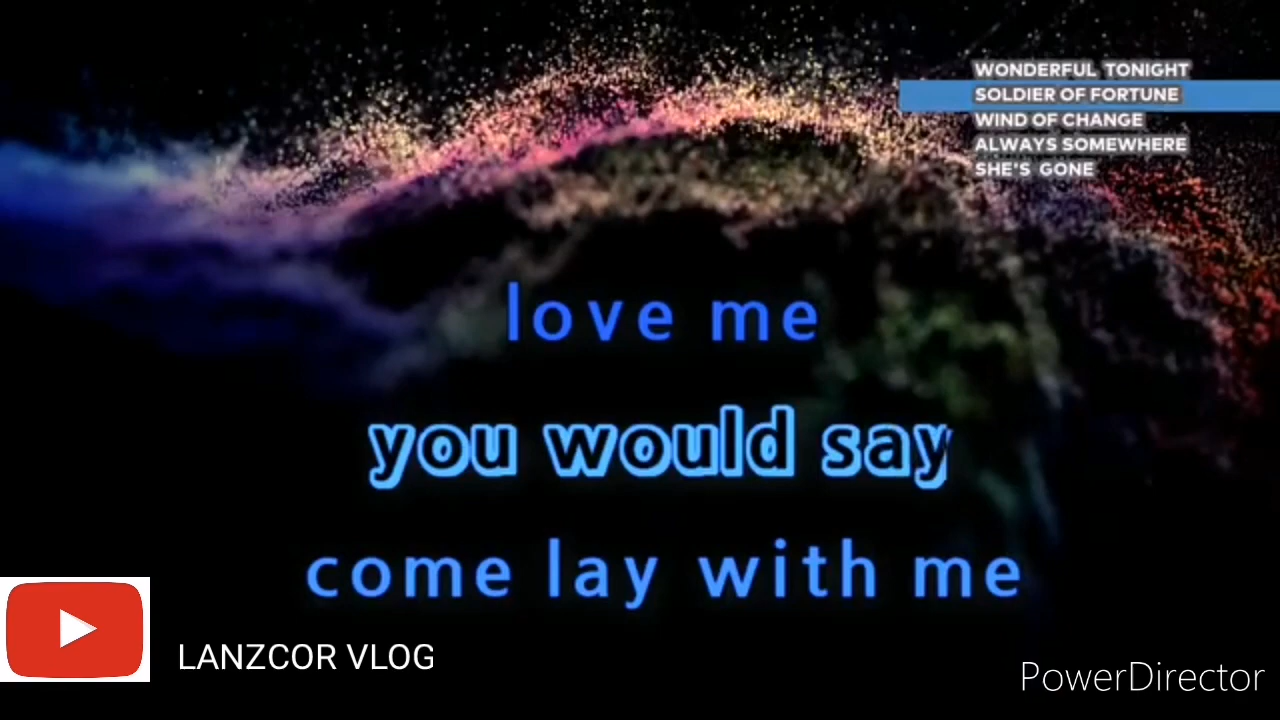 WONDERFUL TONIGHT
SOLDIER OF FORTUNE
WIND OF CHANGE
ALWAYS SOMEWHERE
SHE'S GONE
love me
you would say
come lay with me
LANZCOR VLOG
PowerDirector